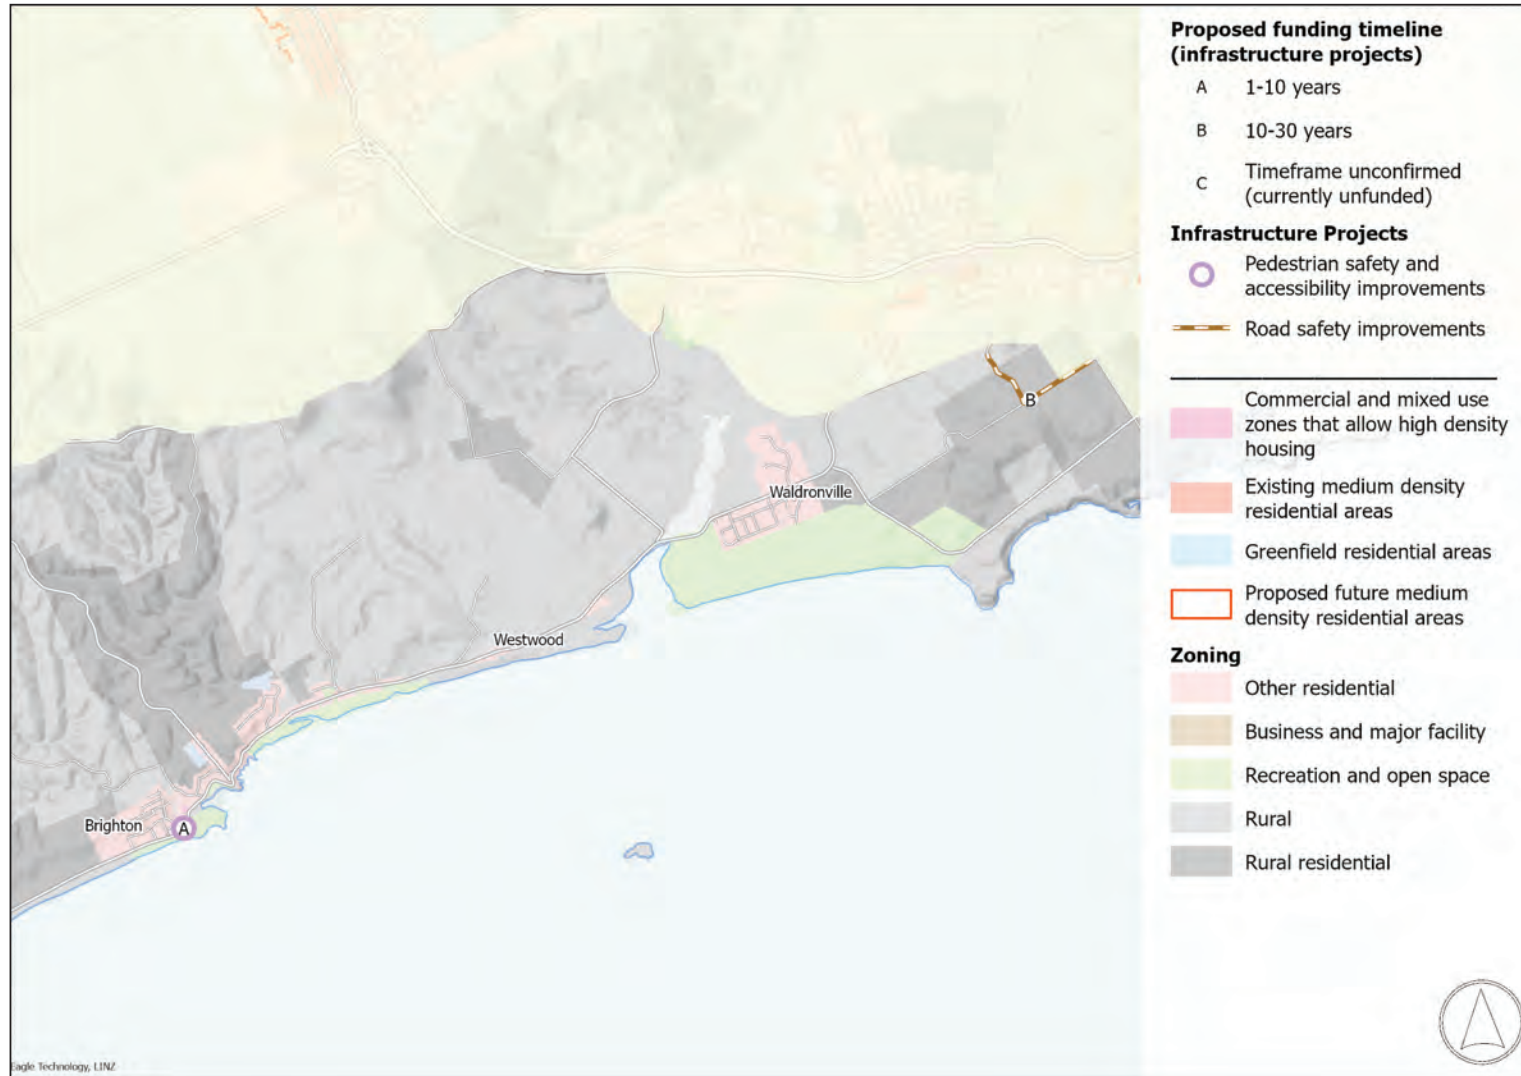 Proposed funding timeline
(infrastructure projects)
A 1-10 years
B 10-30 years
C Timeframe unconfirmed
(currently unfunded)
Infrastructure Projects
Pedestrian safety and
accessibility improvements
Road safety improvements
Commercial and mixed use
zones that allow high density
housing
Existing medium density
residential areas
Greenfield residential areas
Proposed future medium
density residential areas
Zoning
Other residential
Business and major facility
Recreation and open space
Rural
Rural residential
B
Waldronville
Westwood
Brighton
A
Eagle Technology, LINZ